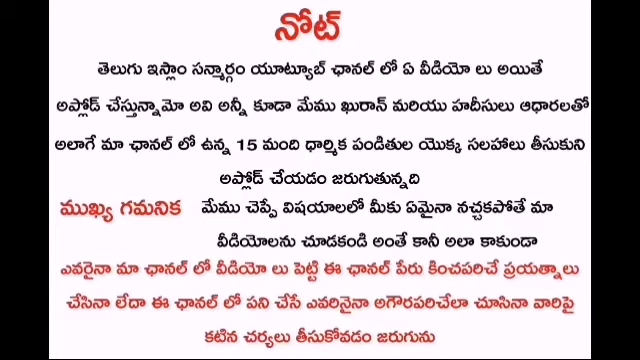 నోట్
తెలుగు ఇస్లాం సన్మార్గం యూట్యూబ్ ఛానల్ లో ఏ వీడియో లు అయితే
అప్లోడ్ చేస్తున్నామో అవి అన్నీ కూడా మేము ఖురాన్ మరియు హదీసులు ఆధారలతో
అలాగే మా ఛానల్ లో ఉన్న 15 మంది ధార్మిక పండితుల యొక్క సలహాలు తీసుకుని
అప్లోడ్ చేయడం జరుగుతున్నది
ముఖ్య గమనిక మేము చెప్పే విషయాలలో మీకు ఏమైనా నచ్చకపోతే మా
వీడియోలను చూడకండి అంతే కానీ అలా కాకుండా
ఎవరైనా మా ఛానల్ లో వీడియో లు పెట్టి ఈ ఛానల్ పేరు కించపరిచే ప్రయత్నాలు
చేసినా లేదా ఈ ఛానల్ లో పని చేసే ఎవరినైనా అగౌరపరిచేలా చూసినా వారిపై
కటిన చర్యలు తీసుకోవడం జరుగును